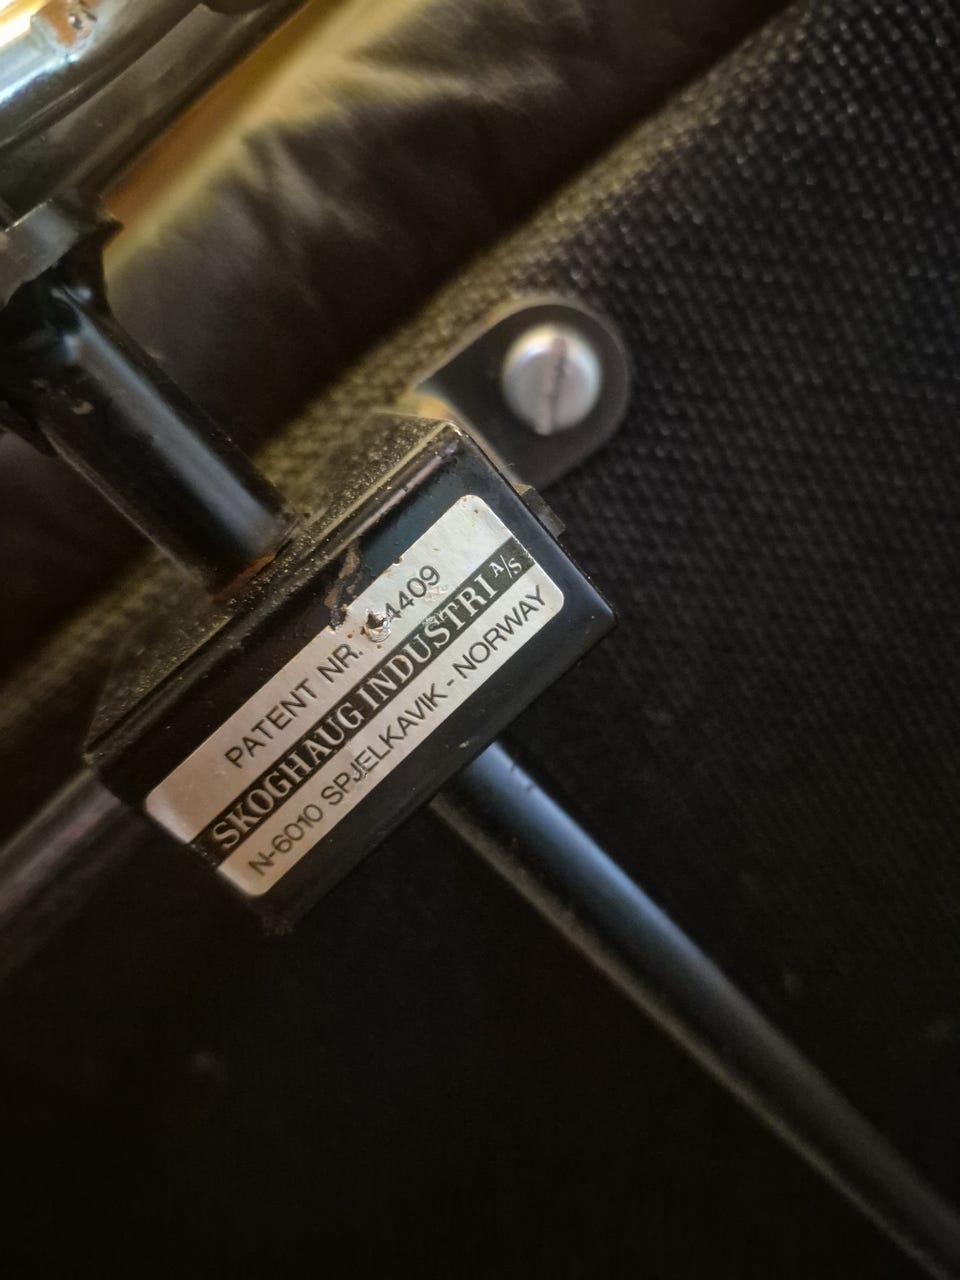 PATENT NR.
SKOGHAUG INDUSTRI A/S
N-6010 SPJELKAVIK - NORWAY